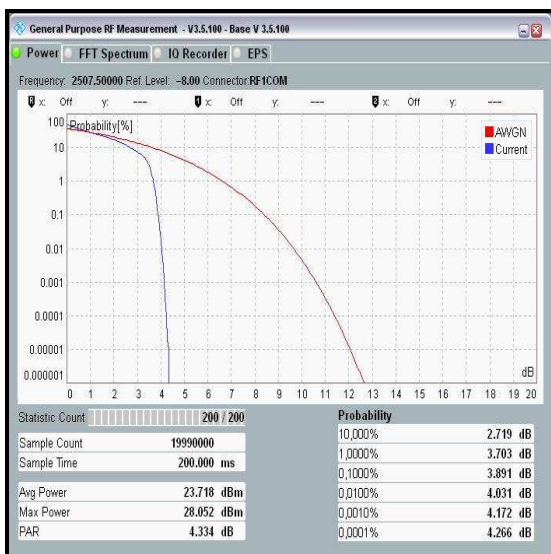 General Purpose RF Measurement - V3.5.100 - Base V 3.5.100
Power FFT Spectrum IQ Recorder EPS
Frequency: 2507.50000 Ref. Level: -8.00 Connector:RF1COM
x: Off y: --- 1 x: Off y: --- 2 x: Off y: ---
Probability[%]
AWGN
Current
100
10
1
0.1
0.01
0.001
0.0001
0.00001
0.000001
dB
0 1 2 3 4 5 6 7 8 9 10 11 12 13 14 15 16 17 18 19 20
Statistic Count 200 / 200
Sample Count 19990000
Sample Time 200.000 ms
Avg Power 23.718 dBm
Max Power 28.052 dBm
PAR 4.334 dB
Probability
10,000% 2.719 dB
1,0000% 3.703 dB
0,1000% 3.891 dB
0,0100% 4.031 dB
0,0010% 4.172 dB
0,0001% 4.266 dB